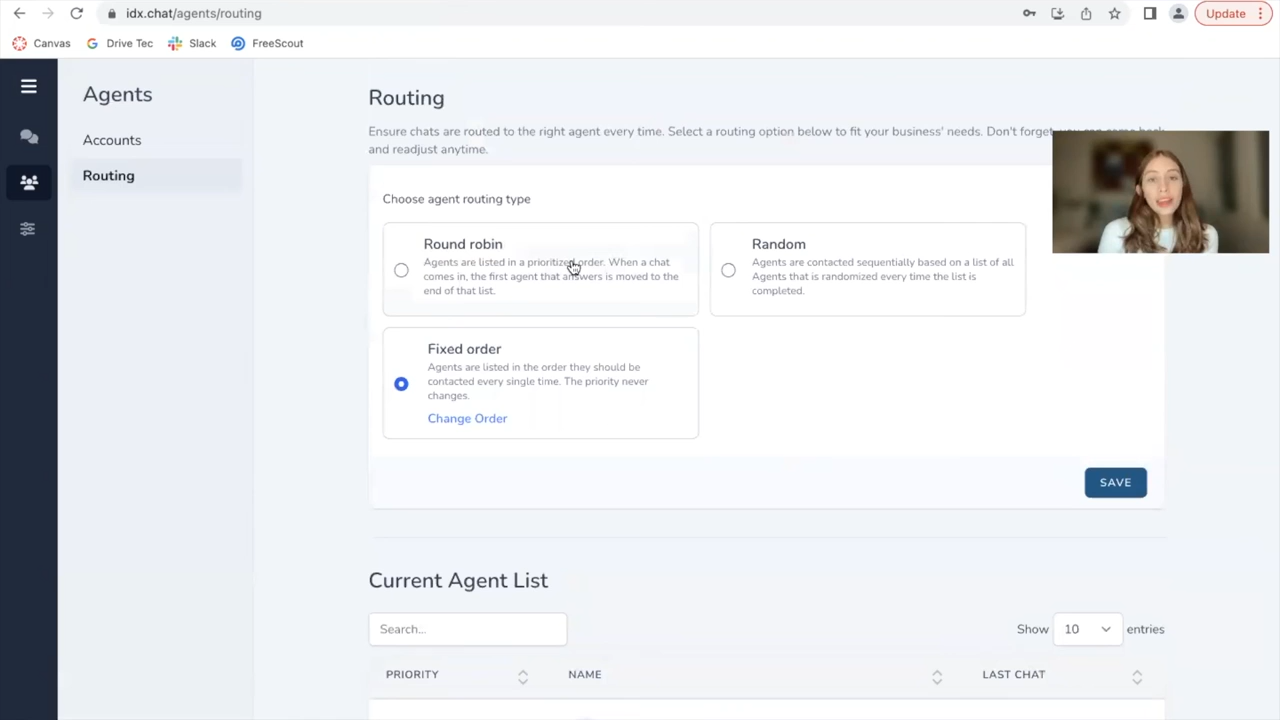 idx.chat/agents/routing
Update
Canvas
Drive Tec
Slack
FreeScout
Agents
Accounts
Routing
Routing
Ensure chats are routed to the right agent every time. Select a routing option below to fit your business' needs. Don't forget, you can come back
and readjust anytime.
Choose agent routing type
Round robin
Agents are listed in a prioritized order. When a chat
comes in, the first agent that answers is moved to the
end of that list.
Random
Agents are contacted sequentially based on a list of all
Agents that is randomized every time the list is
completed.
Fixed order
Agents are listed in the order they should be
contacted every single time. The priority never
changes.
Change Order
SAVE
Current Agent List
Search...
Show 10 entries
PRIORITY NAME LAST CHAT